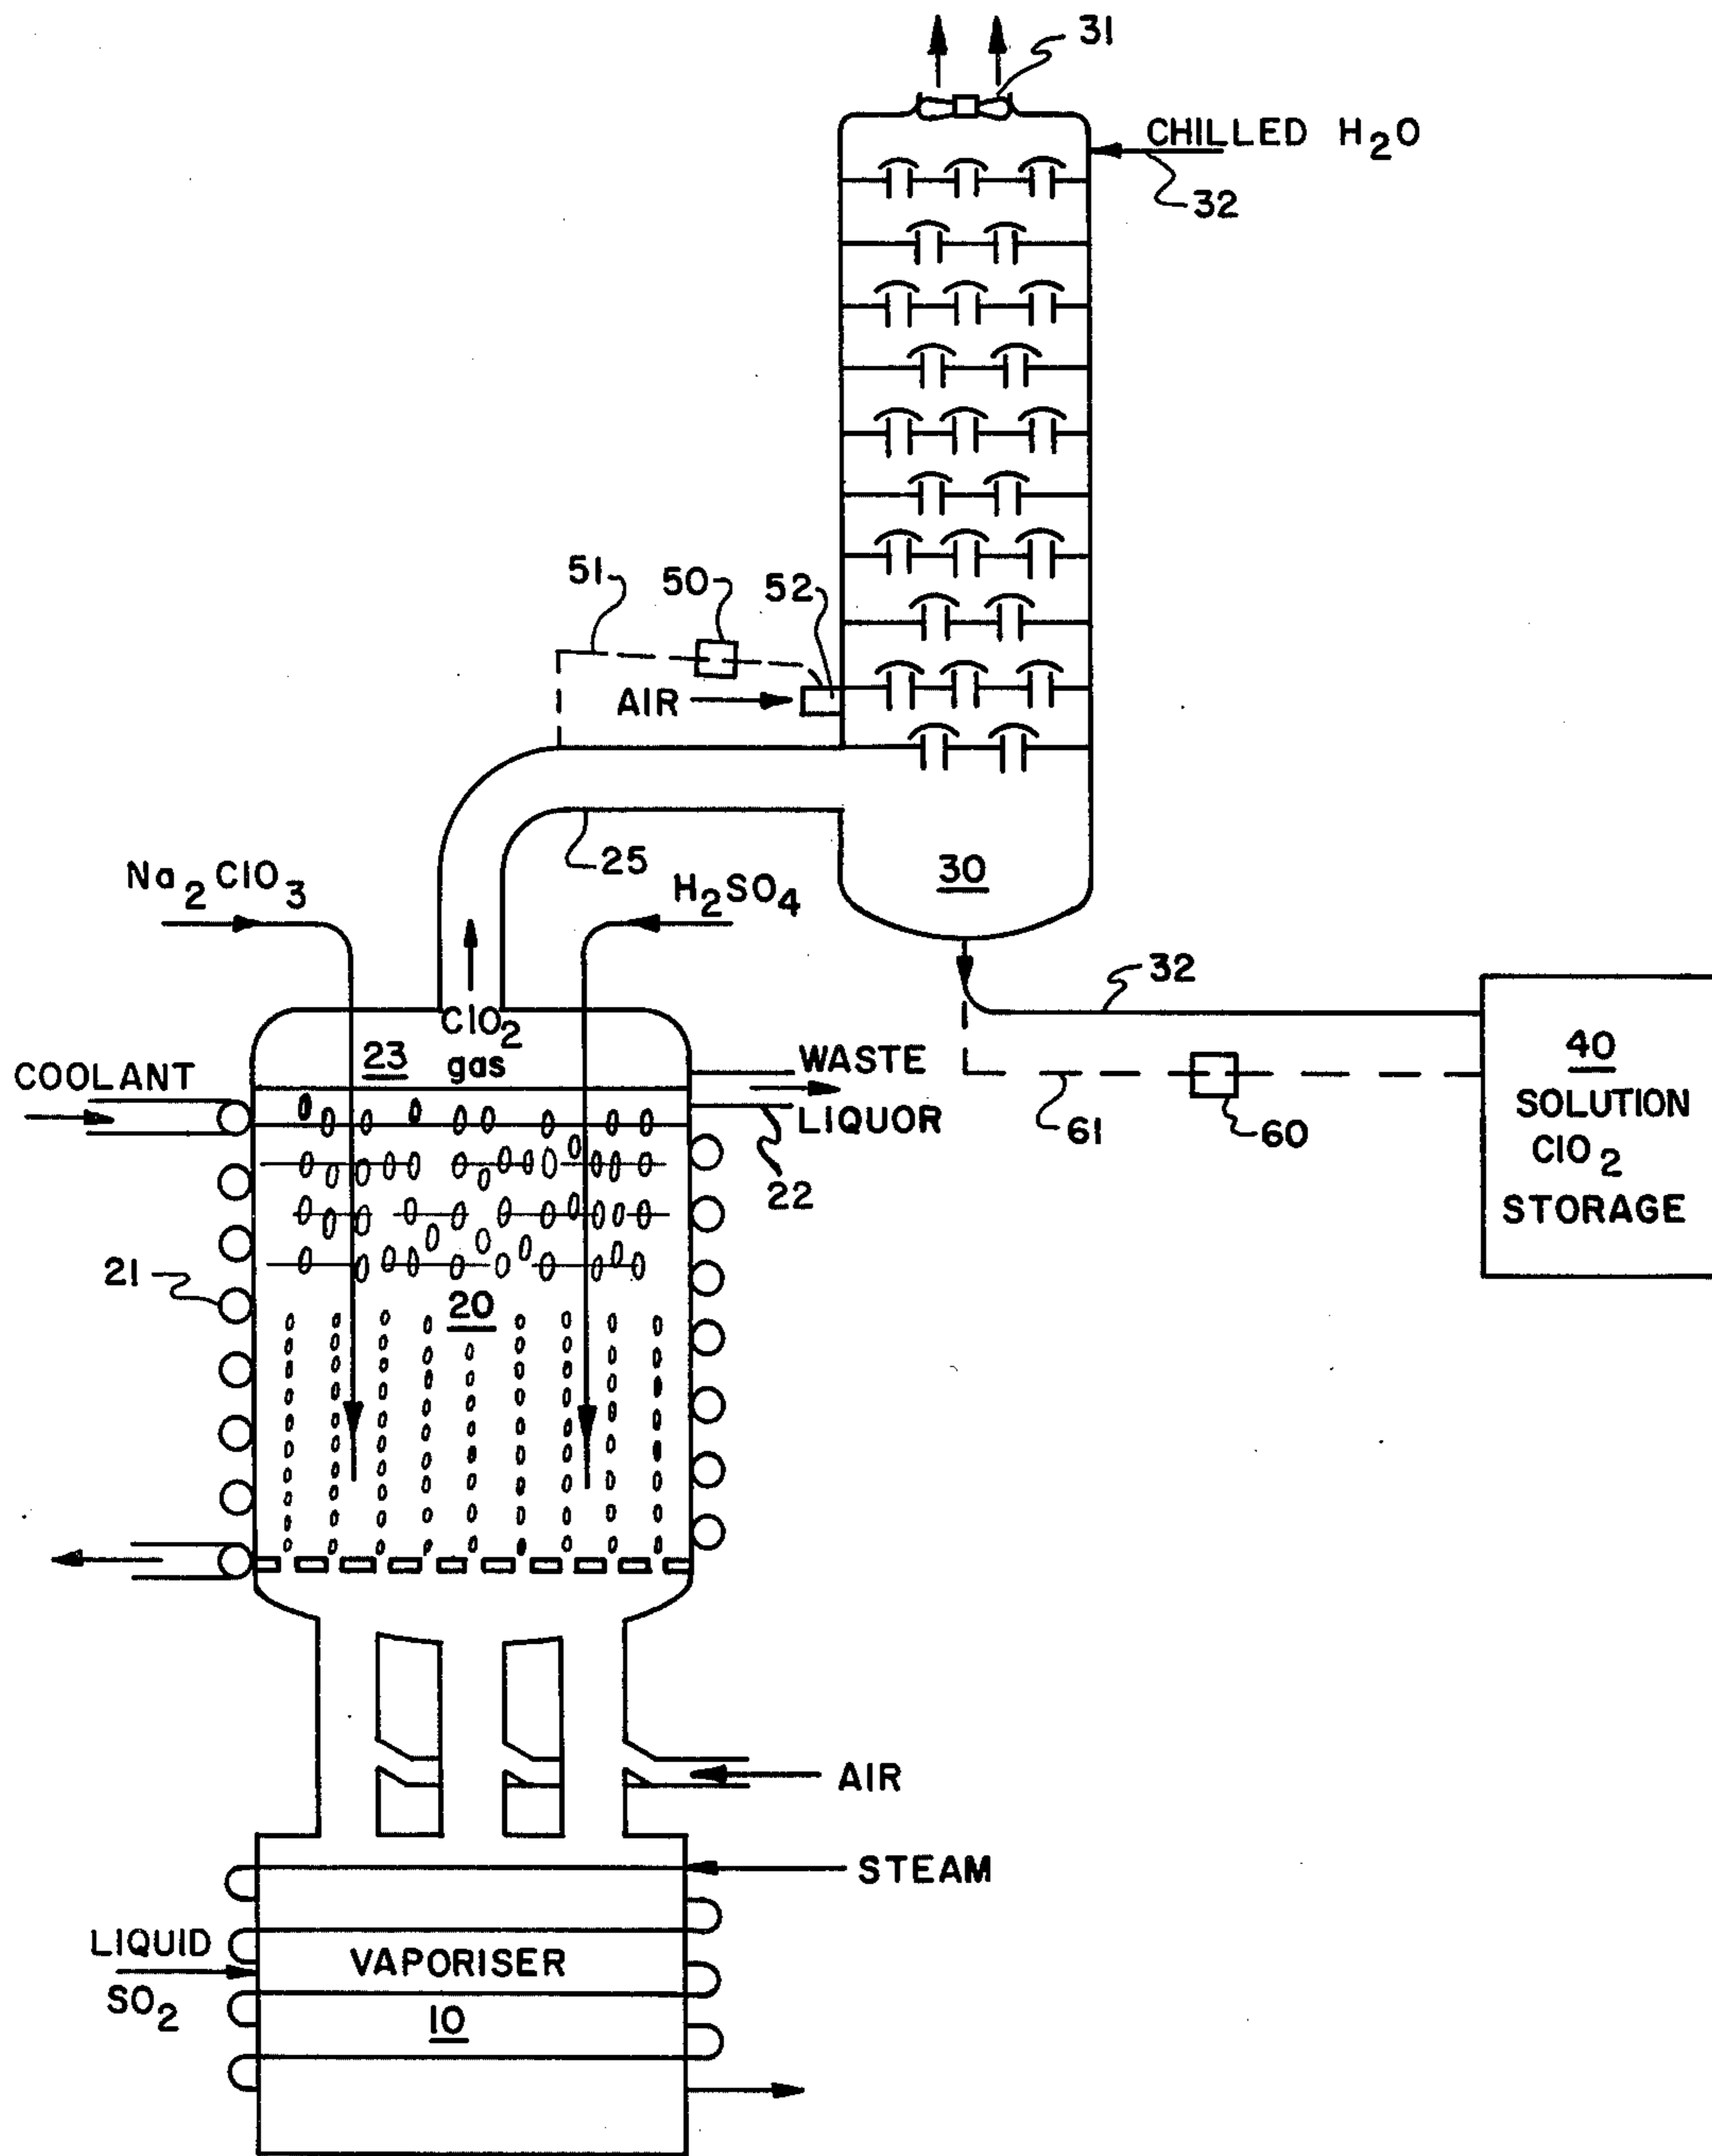 31
CHILLED H₂O
32
51
50
52
AIR
25
30
Na₂ClO₃
H₂SO₄
32
ClO₂
gas
23
COOLANT
WASTE
LIQUOR
22
61
60
40
SOLUTION
ClO₂
STORAGE
21
20
AIR
STEAM
LIQUID
SO₂
VAPORISER
10